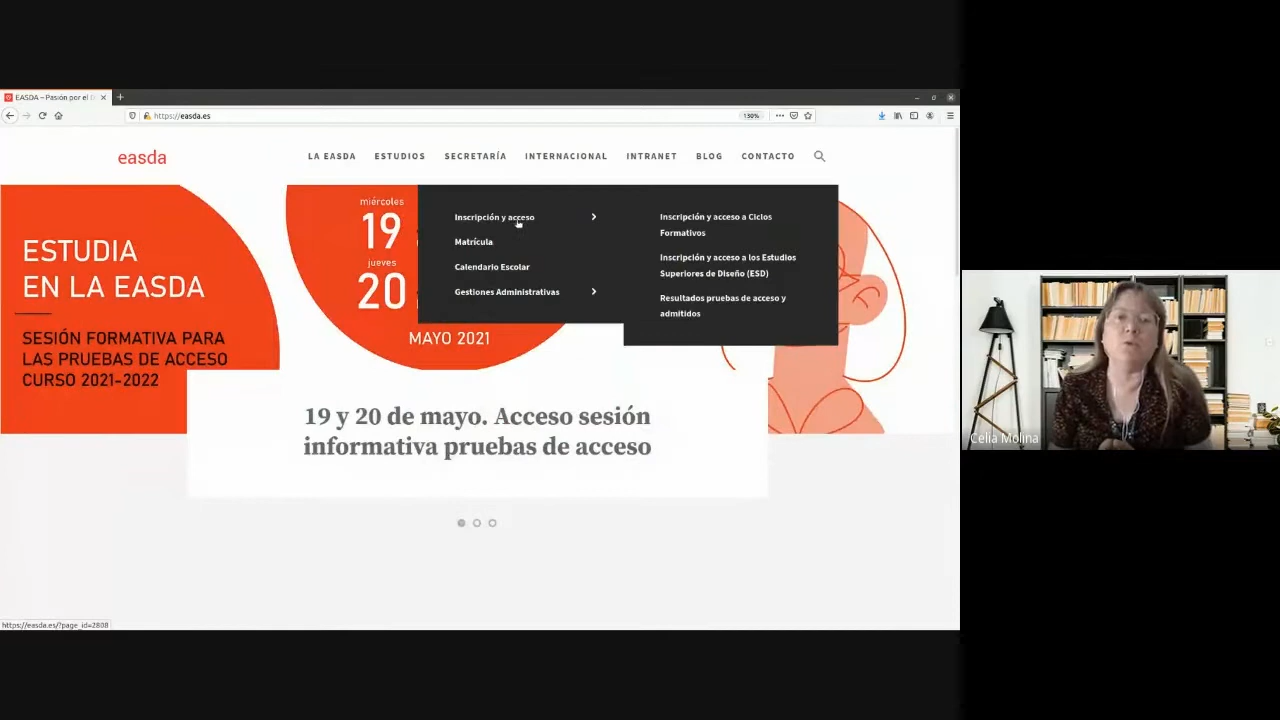 EASDA – Pasión por el D
https://easda.es
130%
easda
LA EASDA ESTUDIOS SECRETARÍA INTERNACIONAL INTRANET BLOG CONTACTO
ESTUDIA
EN LA EASDA
SESIÓN FORMATIVA PARA
LAS PRUEBAS DE ACCESO
CURSO 2021-2022
miércoles
19
jueves
20
MAYO 2021
Inscripción y acceso
Matrícula
Calendario Escolar
Gestiones Administrativas
Inscripción y acceso a Ciclos
Formativos
Inscripción y acceso a los Estudios
Superiores de Diseño (ESD)
Resultados pruebas de acceso y
admitidos
19 y 20 de mayo. Acceso sesión
informativa pruebas de acceso
https://easda.es/?page_id=2808
Celia Molina